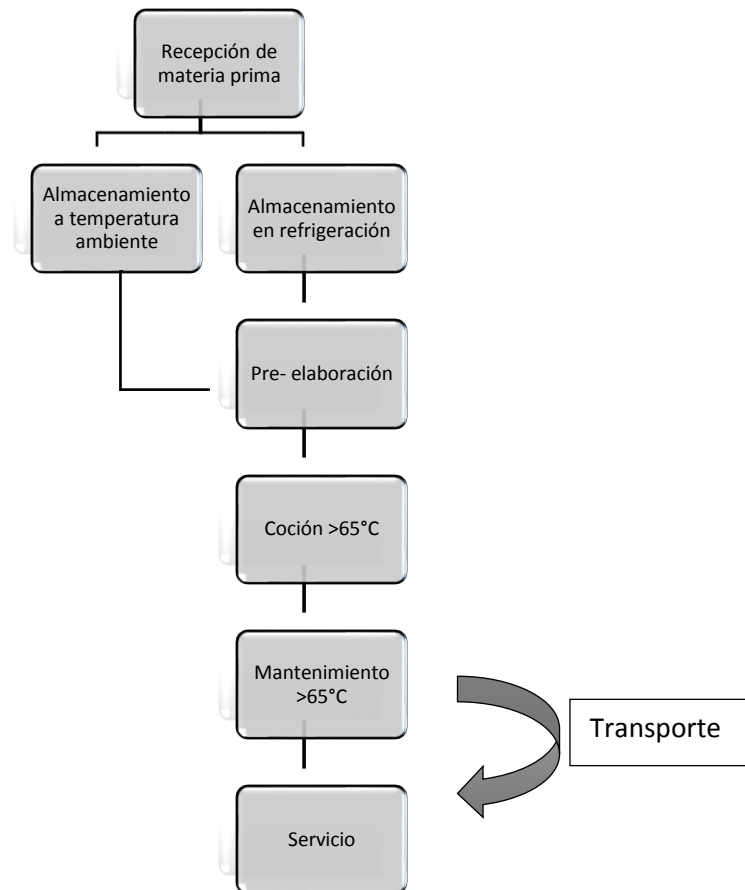 Recepción de
materia prima
Almacenamiento
a temperatura
ambiente
Almacenamiento
en refrigeración
Pre- elaboración
Coción >65°C
Mantenimiento
>65°C
Transporte
Servicio